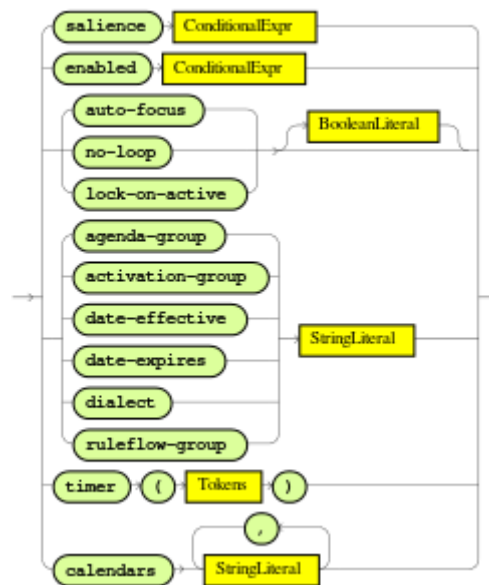 salience ConditionalExpr
enabled ConditionalExpr
auto-focus
BooleanLiteral
no-loop
lock-on-active
agenda-group
activation-group
date-effective
StringLiteral
date-expires
dialect
ruleflow-group
timer ( Tokens )
,
calendars StringLiteral